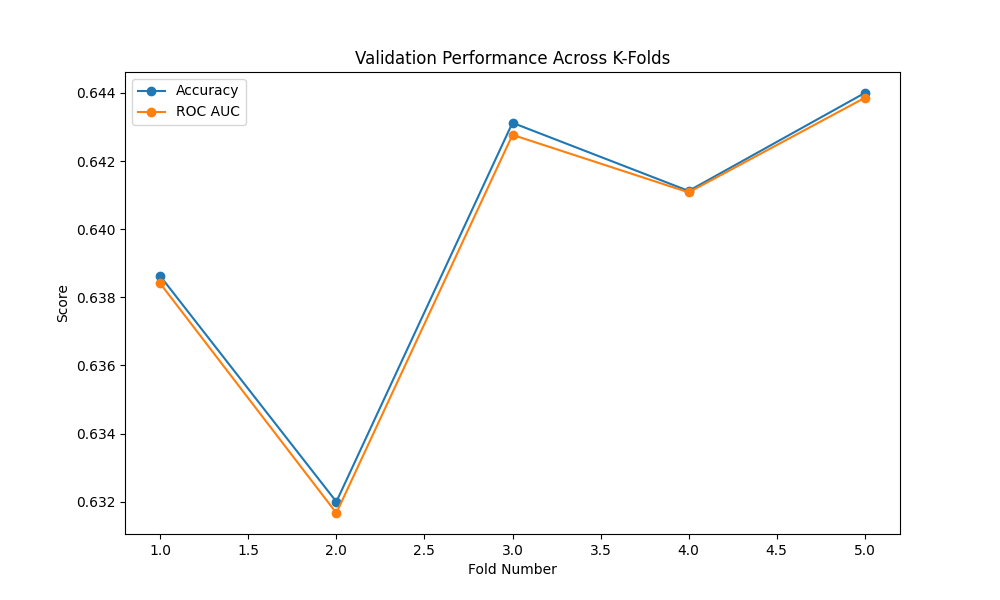 Validation Performance Across K-Folds
Accuracy
ROC AUC
0.644
0.642
0.640
0.638
0.636
0.634
0.632
Score
1.0 1.5 2.0 2.5 3.0 3.5 4.0 4.5 5.0
Fold Number